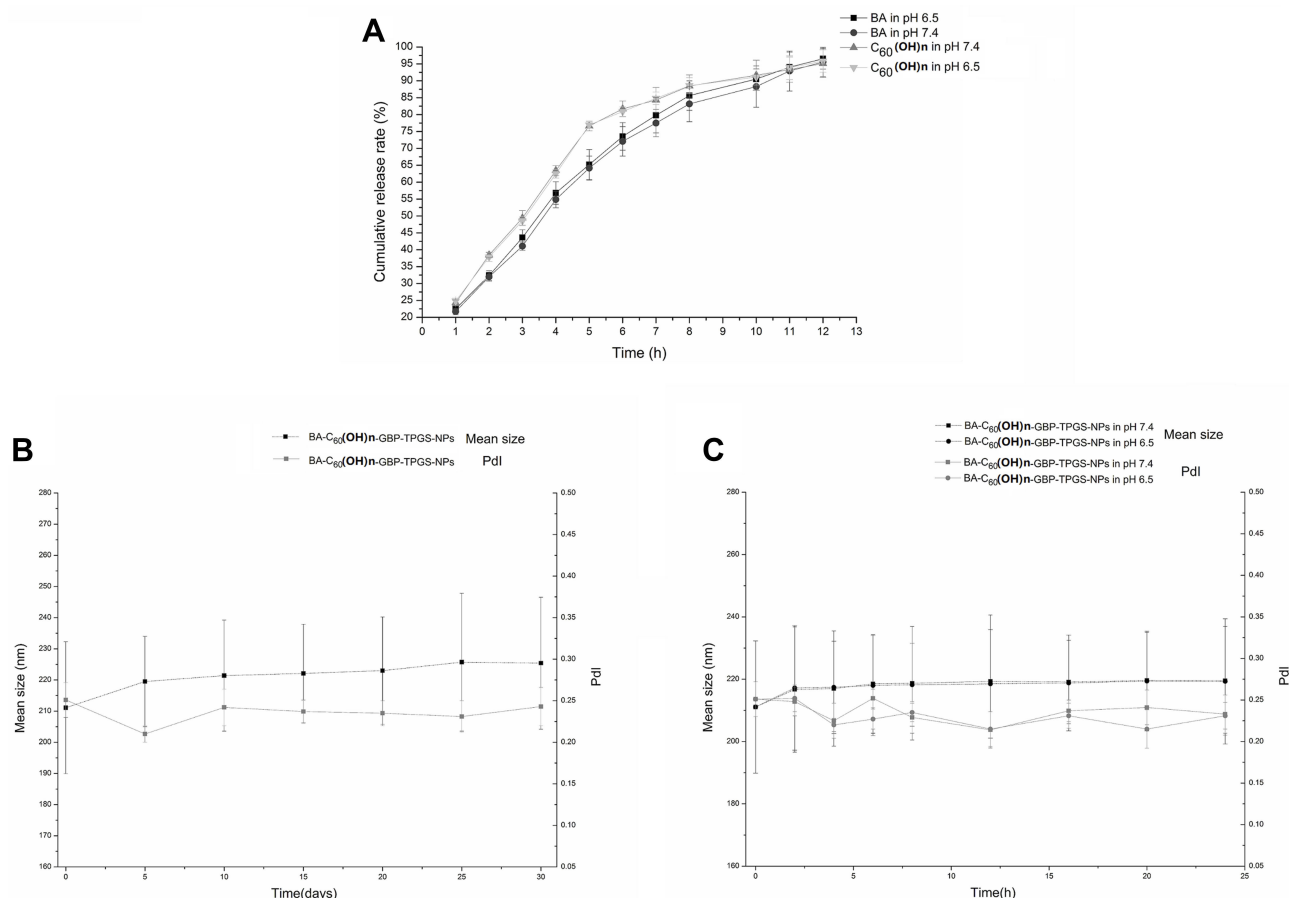 A
BA in pH 6.5
BA in pH 7.4
C60(OH)n in pH 7.4
C60(OH)n in pH 6.5
100
95
90
85
80
75
70
65
60
55
50
45
40
35
30
25
20
Cumulative release rate (%)
0 1 2 3 4 5 6 7 8 9 10 11 12 13
Time (h)
B
BA-C60(OH)n-GBP-TPGS-NPs Mean size
BA-C60(OH)n-GBP-TPGS-NPs PdI
280
270
260
250
240
230
220
210
200
190
180
170
160
Mean size (nm)
0.50
0.45
0.40
0.35
0.30
0.25
0.20
0.15
0.10
0.05
PdI
0 5 10 15 20 25 30
Time(days)
C
BA-C60(OH)n-GBP-TPGS-NPs in pH 7.4
BA-C60(OH)n-GBP-TPGS-NPs in pH 6.5
Mean size
BA-C60(OH)n-GBP-TPGS-NPs in pH 7.4
BA-C60(OH)n-GBP-TPGS-NPs in pH 6.5
PdI
280
260
240
220
200
180
160
Mean size (nm)
0.50
0.45
0.40
0.35
0.30
0.25
0.20
0.15
0.10
0.05
PdI
0 5 10 15 20 25
Time(h)